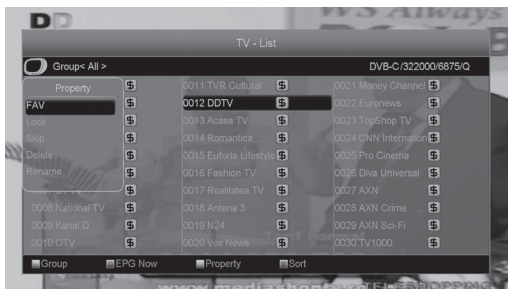 DD
WS Always
TV - List
Group< All >
DVB-C/322000/6875/Q
Property
FAV
Lock
Skip
Delete
Rename
0008 National TV $
0009 Kanal D $
0010 OTV $
0011 TVR Cultural $
0012 DDTV $
0013 Acasa TV $
0014 Romantica $
0015 Euforia Lifestyle $
0016 Fashion TV $
0017 Realitatea TV $
0018 Antena 3 $
0019 N24 $
0020 Vox News $
0021 Money Channel $
0022 Euronews $
0023 TopShop TV $
0024 CNN Internation $
0025 Pro Cinema $
0026 Diva Universal $
0027 AXN $
0028 AXN Crime $
0029 AXN Sci-Fi $
0030 TV1000 $
Group
EPG Now
Property
Sort